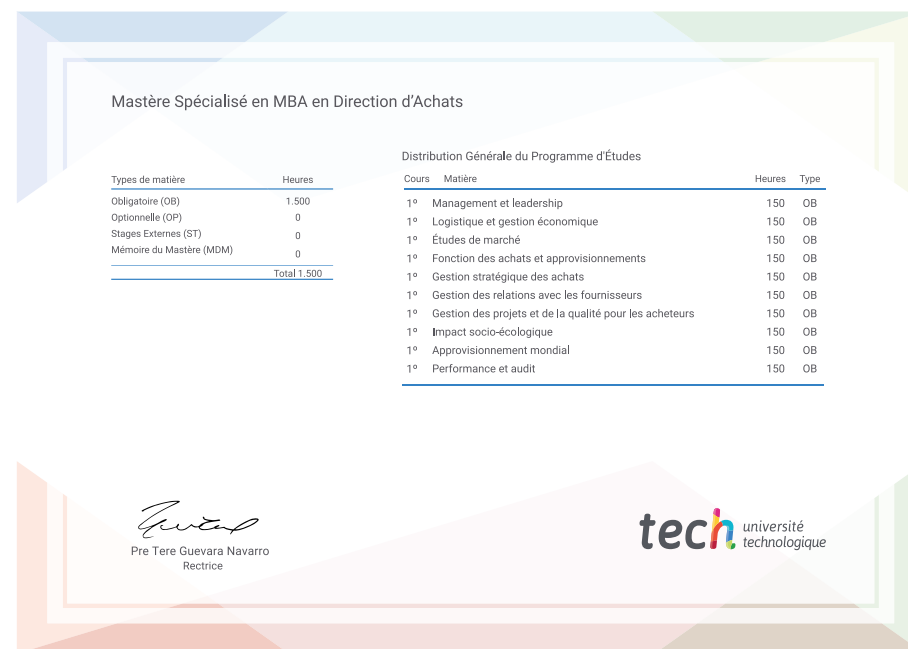 Mastère Spécialisé en MBA en Direction d'Achats
Types de matière Heures
Obligatoire (OB) 1.500
Optionnelle (OP) 0
Stages Externes (ST) 0
Mémoire du Mastère (MDM) 0
Total 1.500
Distribution Générale du Programme d'Études
Cours Matière Heures Type
1º Management et leadership 150 OB
1º Logistique et gestion économique 150 OB
1º Études de marché 150 OB
1º Fonction des achats et approvisionnements 150 OB
1º Gestion stratégique des achats 150 OB
1º Gestion des relations avec les fournisseurs 150 OB
1º Gestion des projets et de la qualité pour les acheteurs 150 OB
1º Impact socio-écologique 150 OB
1º Approvisionnement mondial 150 OB
1º Performance et audit 150 OB
Pre Tere Guevara Navarro
Rectrice
tech université
technologique